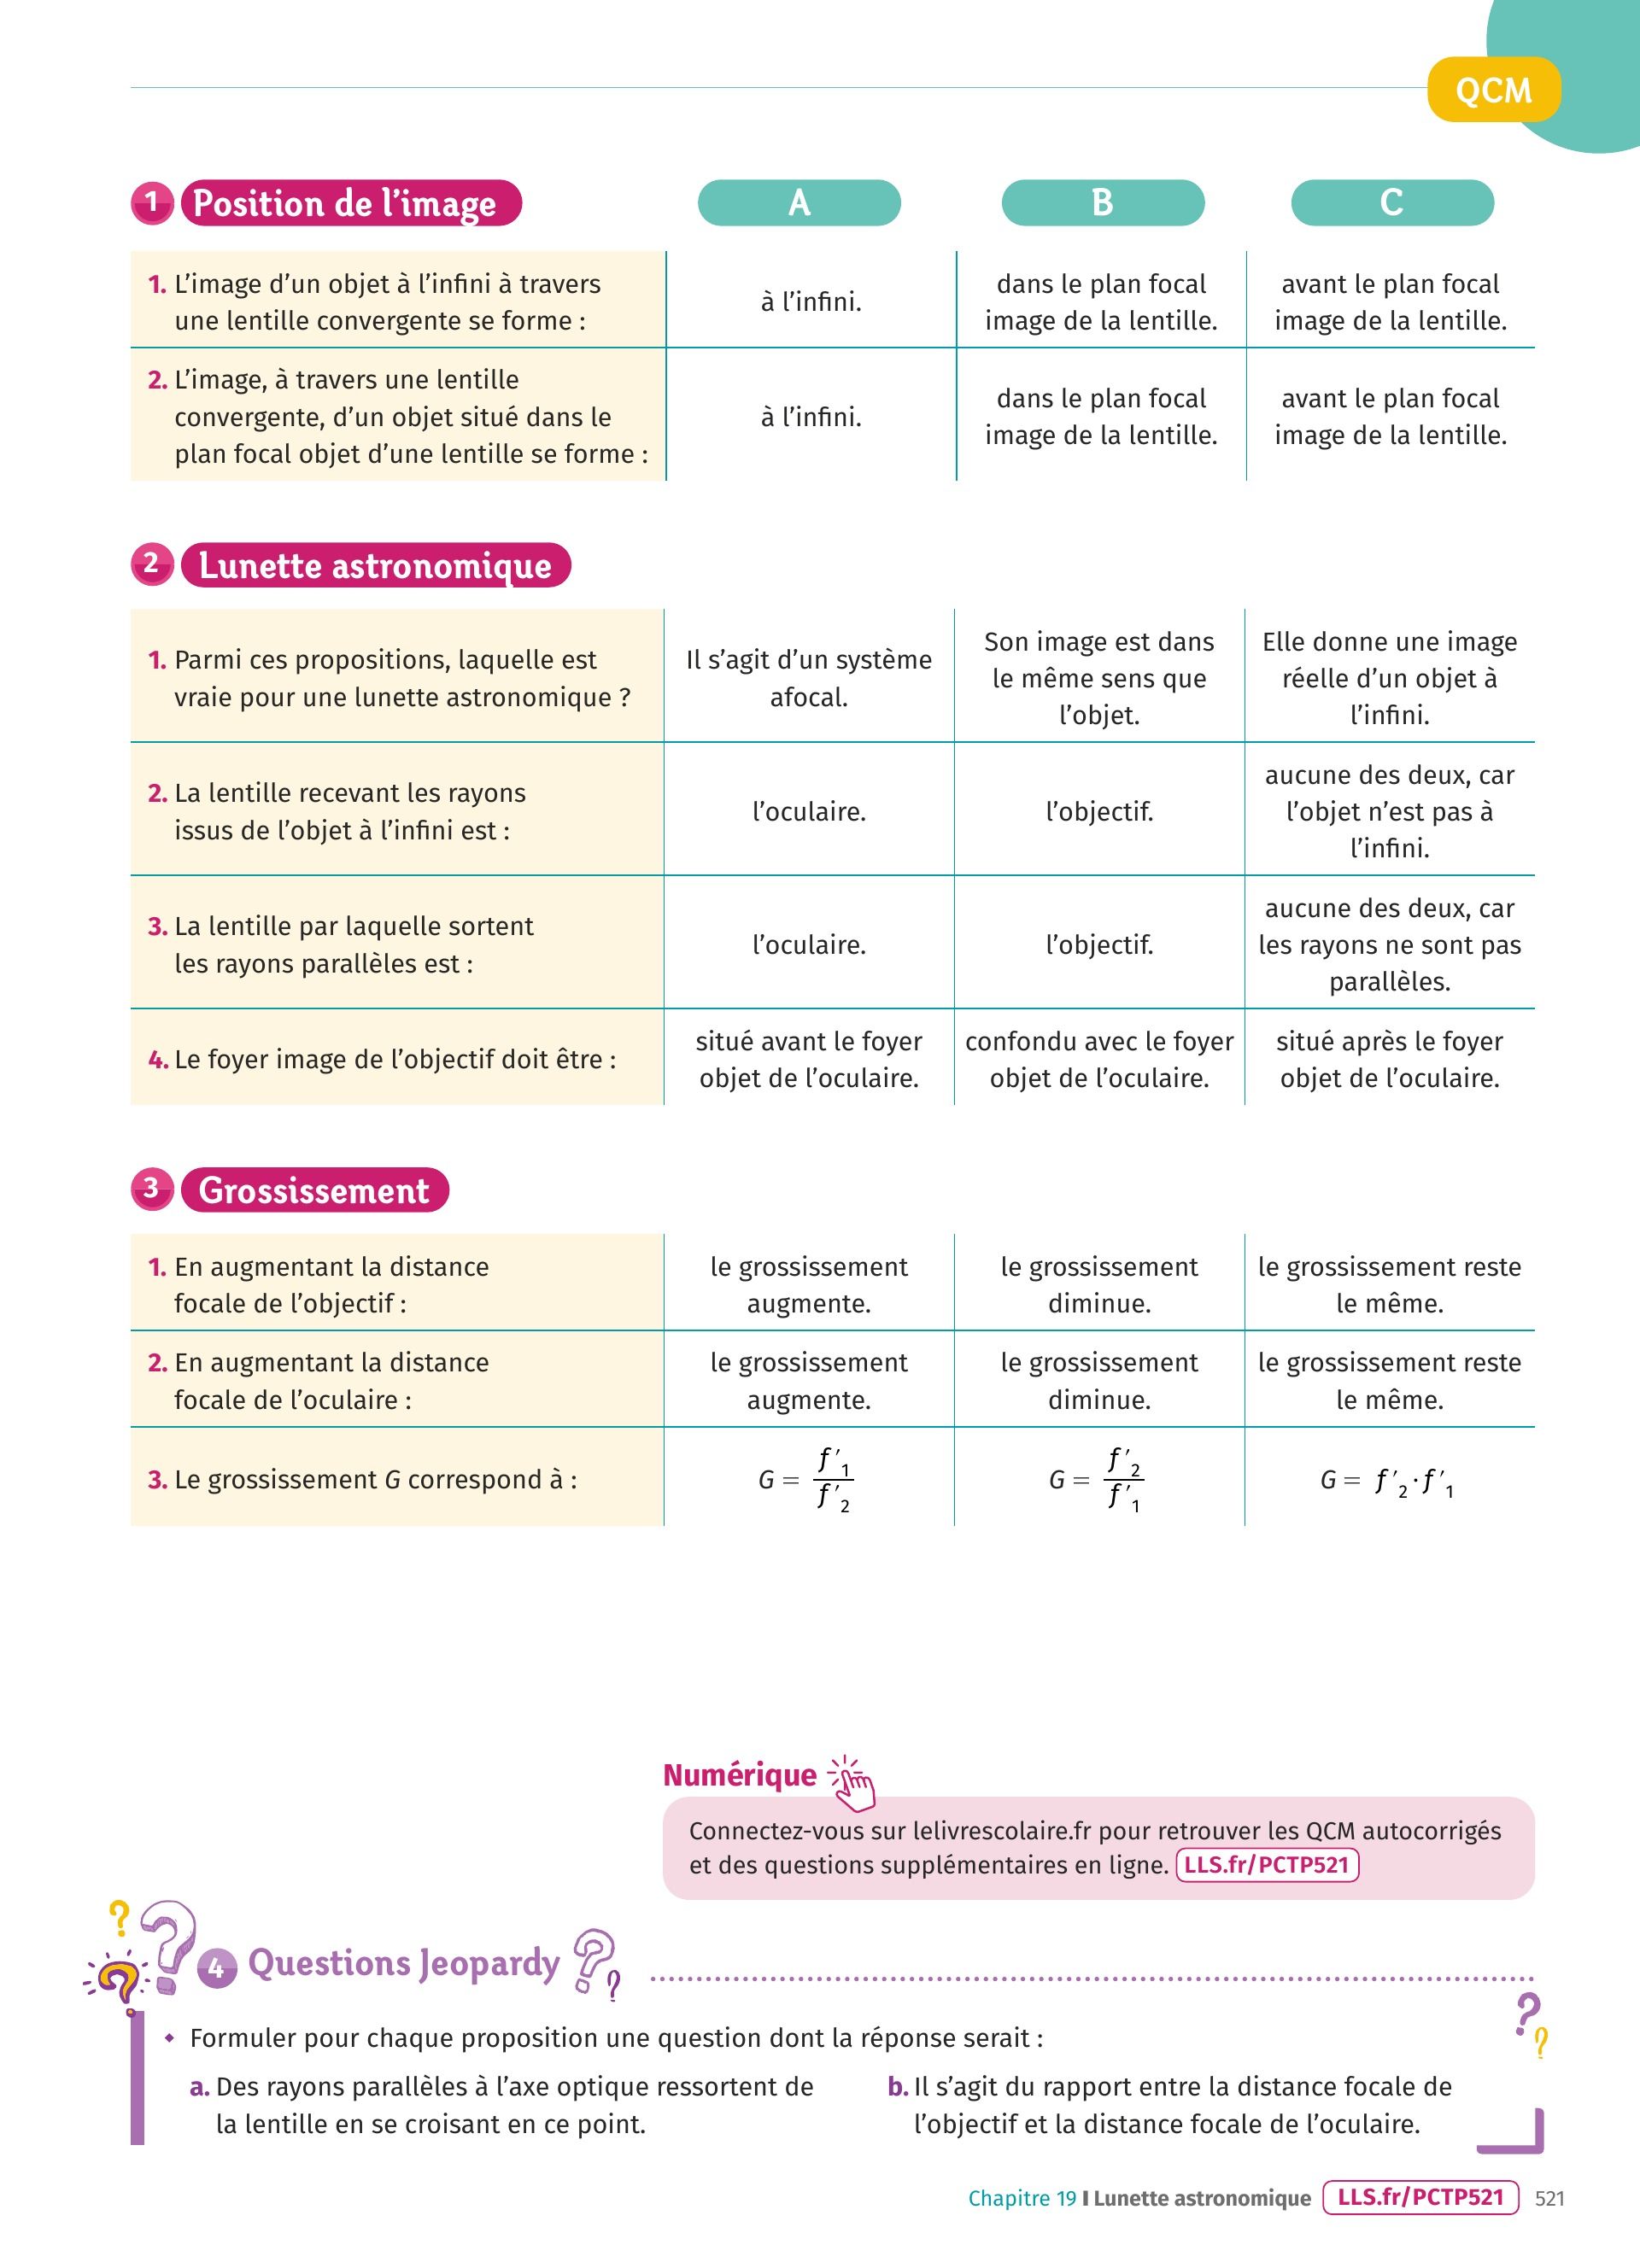 QCM
1 Position de l’image
A
B
C
1. L’image d’un objet à l’infini à travers
une lentille convergente se forme :
à l’infini.
dans le plan focal
image de la lentille.
avant le plan focal
image de la lentille.
2. L’image, à travers une lentille
convergente, d’un objet situé dans le
plan focal objet d’une lentille se forme :
à l’infini.
dans le plan focal
image de la lentille.
avant le plan focal
image de la lentille.
2 Lunette astronomique
1. Parmi ces propositions, laquelle est
vraie pour une lunette astronomique ?
Il s’agit d’un système
afocal.
Son image est dans
le même sens que
l’objet.
Elle donne une image
réelle d’un objet à
l’infini.
2. La lentille recevant les rayons
issus de l’objet à l’infini est :
l’oculaire.
l’objectif.
aucune des deux, car
l’objet n’est pas à
l’infini.
3. La lentille par laquelle sortent
les rayons parallèles est :
l’oculaire.
l’objectif.
aucune des deux, car
les rayons ne sont pas
parallèles.
4. Le foyer image de l’objectif doit être :
situé avant le foyer
objet de l’oculaire.
confondu avec le foyer
objet de l’oculaire.
situé après le foyer
objet de l’oculaire.
3 Grossissement
1. En augmentant la distance
focale de l’objectif :
le grossissement
augmente.
le grossissement
diminue.
le grossissement reste
le même.
2. En augmentant la distance
focale de l’oculaire :
le grossissement
augmente.
le grossissement
diminue.
le grossissement reste
le même.
3. Le grossissement G correspond à :
G = f′₁ / f′₂
G = f′₂ / f′₁
G = f′₂ · f′₁
Numérique
Connectez-vous sur lelivrescolaire.fr pour retrouver les QCM autocorrigés
et des questions supplémentaires en ligne. LLS.fr/PCTP521
4 Questions Jeopardy
Formuler pour chaque proposition une question dont la réponse serait :
a. Des rayons parallèles à l’axe optique ressortent de
la lentille en se croisant en ce point.
b. Il s’agit du rapport entre la distance focale de
l’objectif et la distance focale de l’oculaire.
Chapitre 19 I Lunette astronomique LLS.fr/PCTP521 521